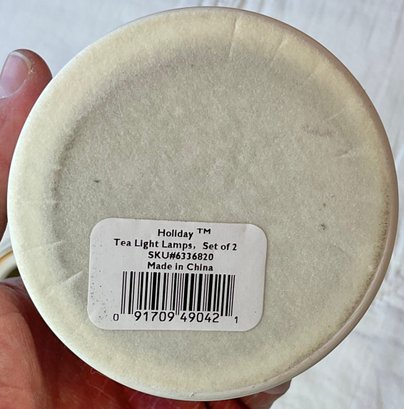 Holiday ™
Tea Light Lamps, Set of 2
SKU#6336820
Made in China
0 91709 49042 1